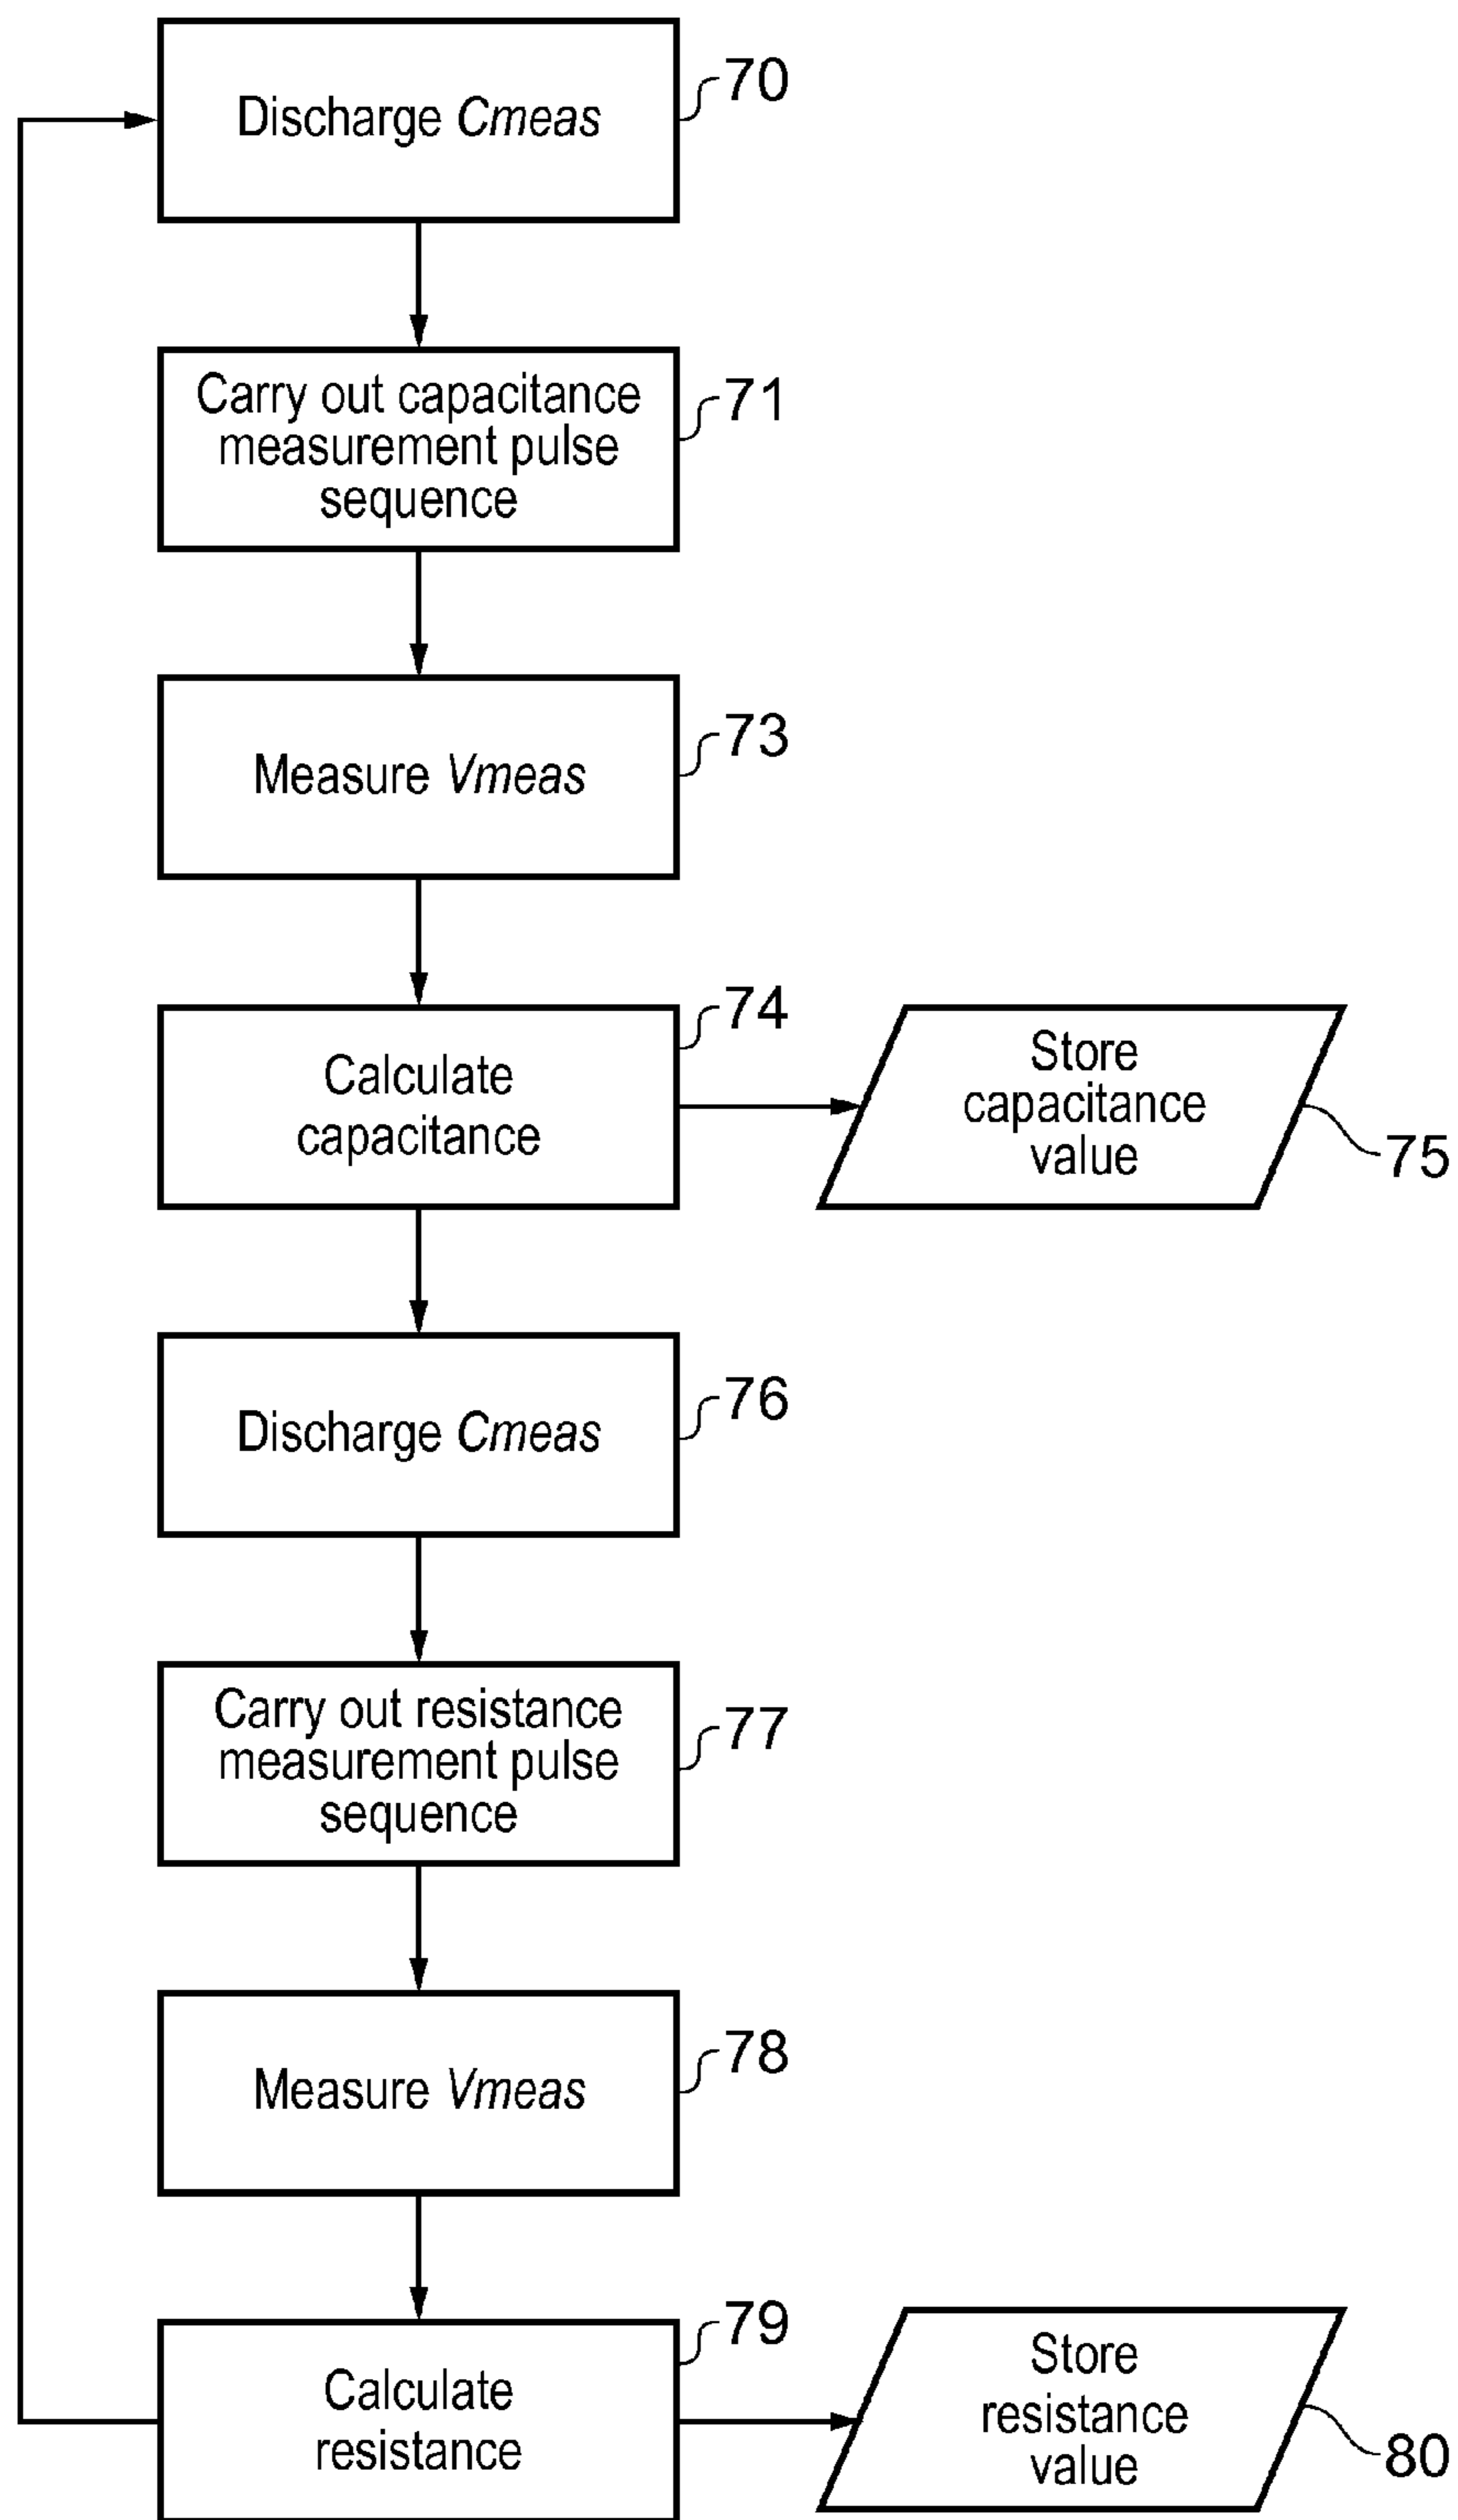 Discharge Cmeas
70
Carry out capacitance
measurement pulse
sequence
71
Measure Vmeas
73
Calculate
capacitance
74
Store
capacitance
value
75
Discharge Cmeas
76
Carry out resistance
measurement pulse
sequence
77
Measure Vmeas
78
Calculate
resistance
79
Store
resistance
value
80